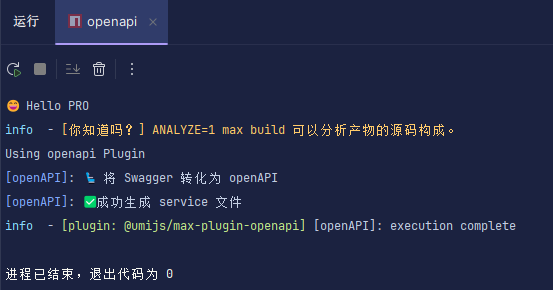 运行
openapi
Hello PRO
info  - [你知道吗？] ANALYZE=1 max build 可以分析产物的源码构成。
Using openapi Plugin
[openAPI]: 将 Swagger 转化为 openAPI
[openAPI]: ✅成功生成 service 文件
info  - [plugin: @umijs/max-plugin-openapi] [openAPI]: execution complete
进程已结束，退出代码为 0